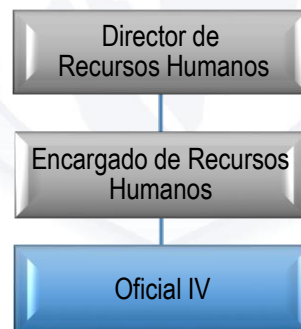 Director de
Recursos Humanos
Encargado de Recursos
Humanos
Oficial IV